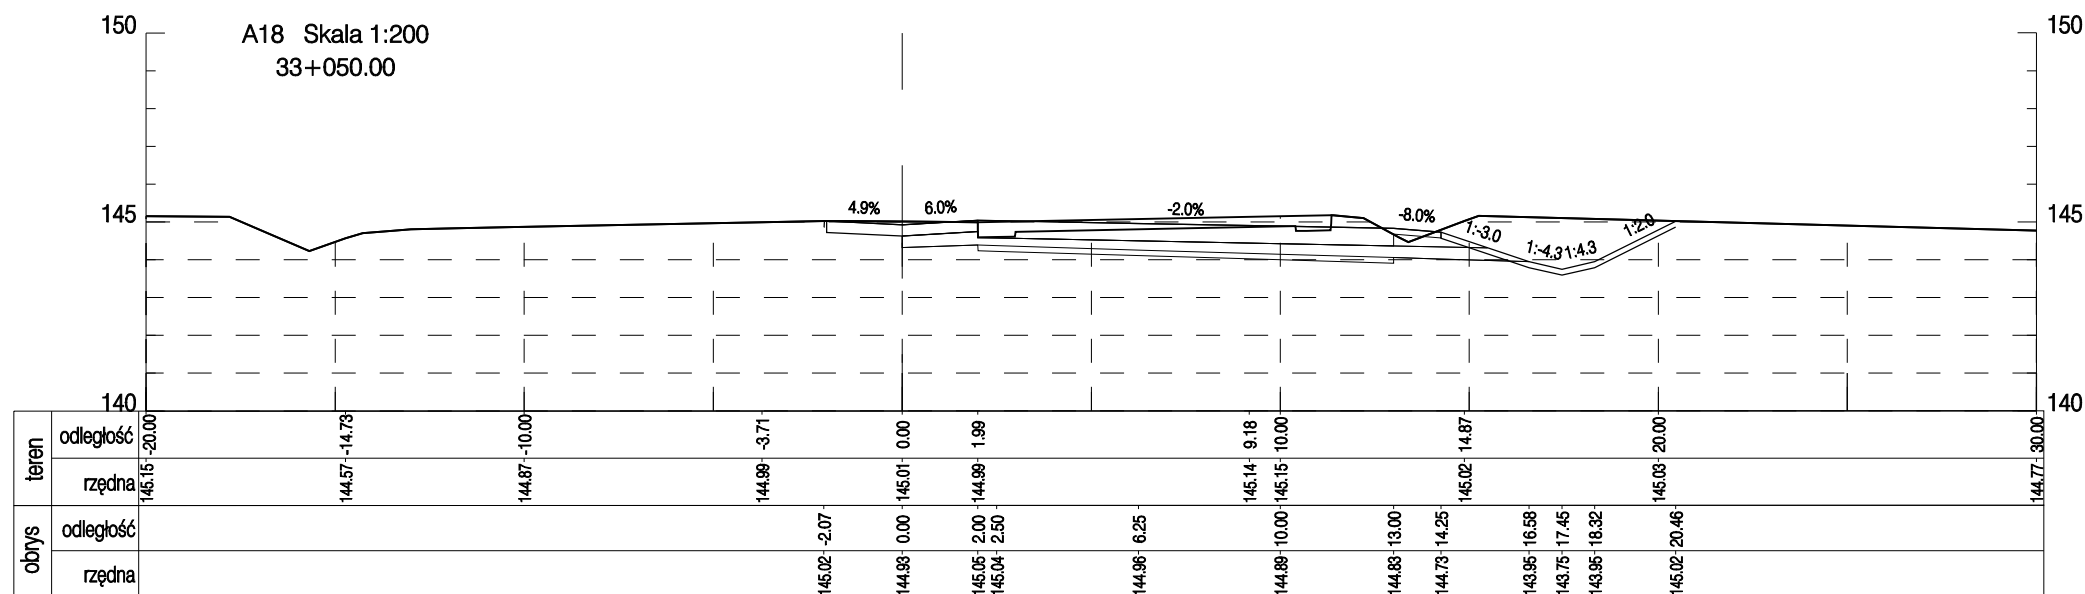 150 A18 Skala 1:200 150
33+050.00
145 4.9% 6.0% -2.0% -8.0% 1:-3.0 1:-4.3 1:4.3 1:2.0 145
140 140
teren
odległość -20.00 -14.73 -10.00 -3.71 0.00 1.99 9.18 10.00 14.87 20.00 30.00
rzędna 145.15 144.57 144.87 144.99 145.01 144.99 145.14 145.15 145.02 145.03 144.77
obrys
odległość -2.07 0.00 2.00 2.50 6.25 10.00 13.00 14.25 16.58 17.45 18.32 20.46
rzędna 145.02 144.93 145.05 145.04 144.96 144.89 144.83 144.73 143.95 143.75 143.95 145.02